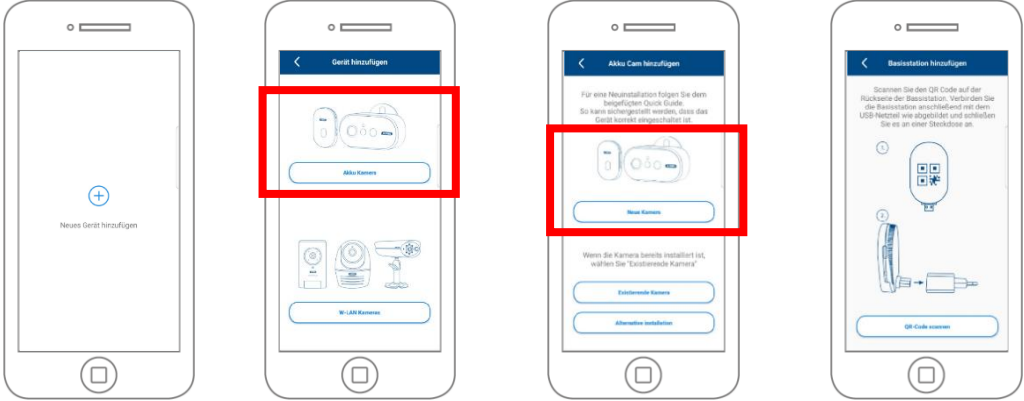 Neues Gerät hinzufügen
Gerät hinzufügen
Akku Kamera
W-LAN Kameras
Akku Cam hinzufügen
Für eine Neuinstallation folgen Sie dem
beigefügten Quick Guide.
So kann sichergestellt werden, dass das
Gerät korrekt eingeschaltet ist.
Neue Kamera
Wenn die Kamera bereits installiert ist,
wählen Sie "Existierende Kamera"
Existierende Kamera
Alternative installation
Basisstation hinzufügen
Scannen Sie den QR Code auf der
Rückseite der Bassistation. Verbinden Sie
die Basisstation anschließend mit dem
USB-Netzteil wie abgebildet und schließen
Sie es an einer Steckdose an.
1.
2.
QR-Code scannen